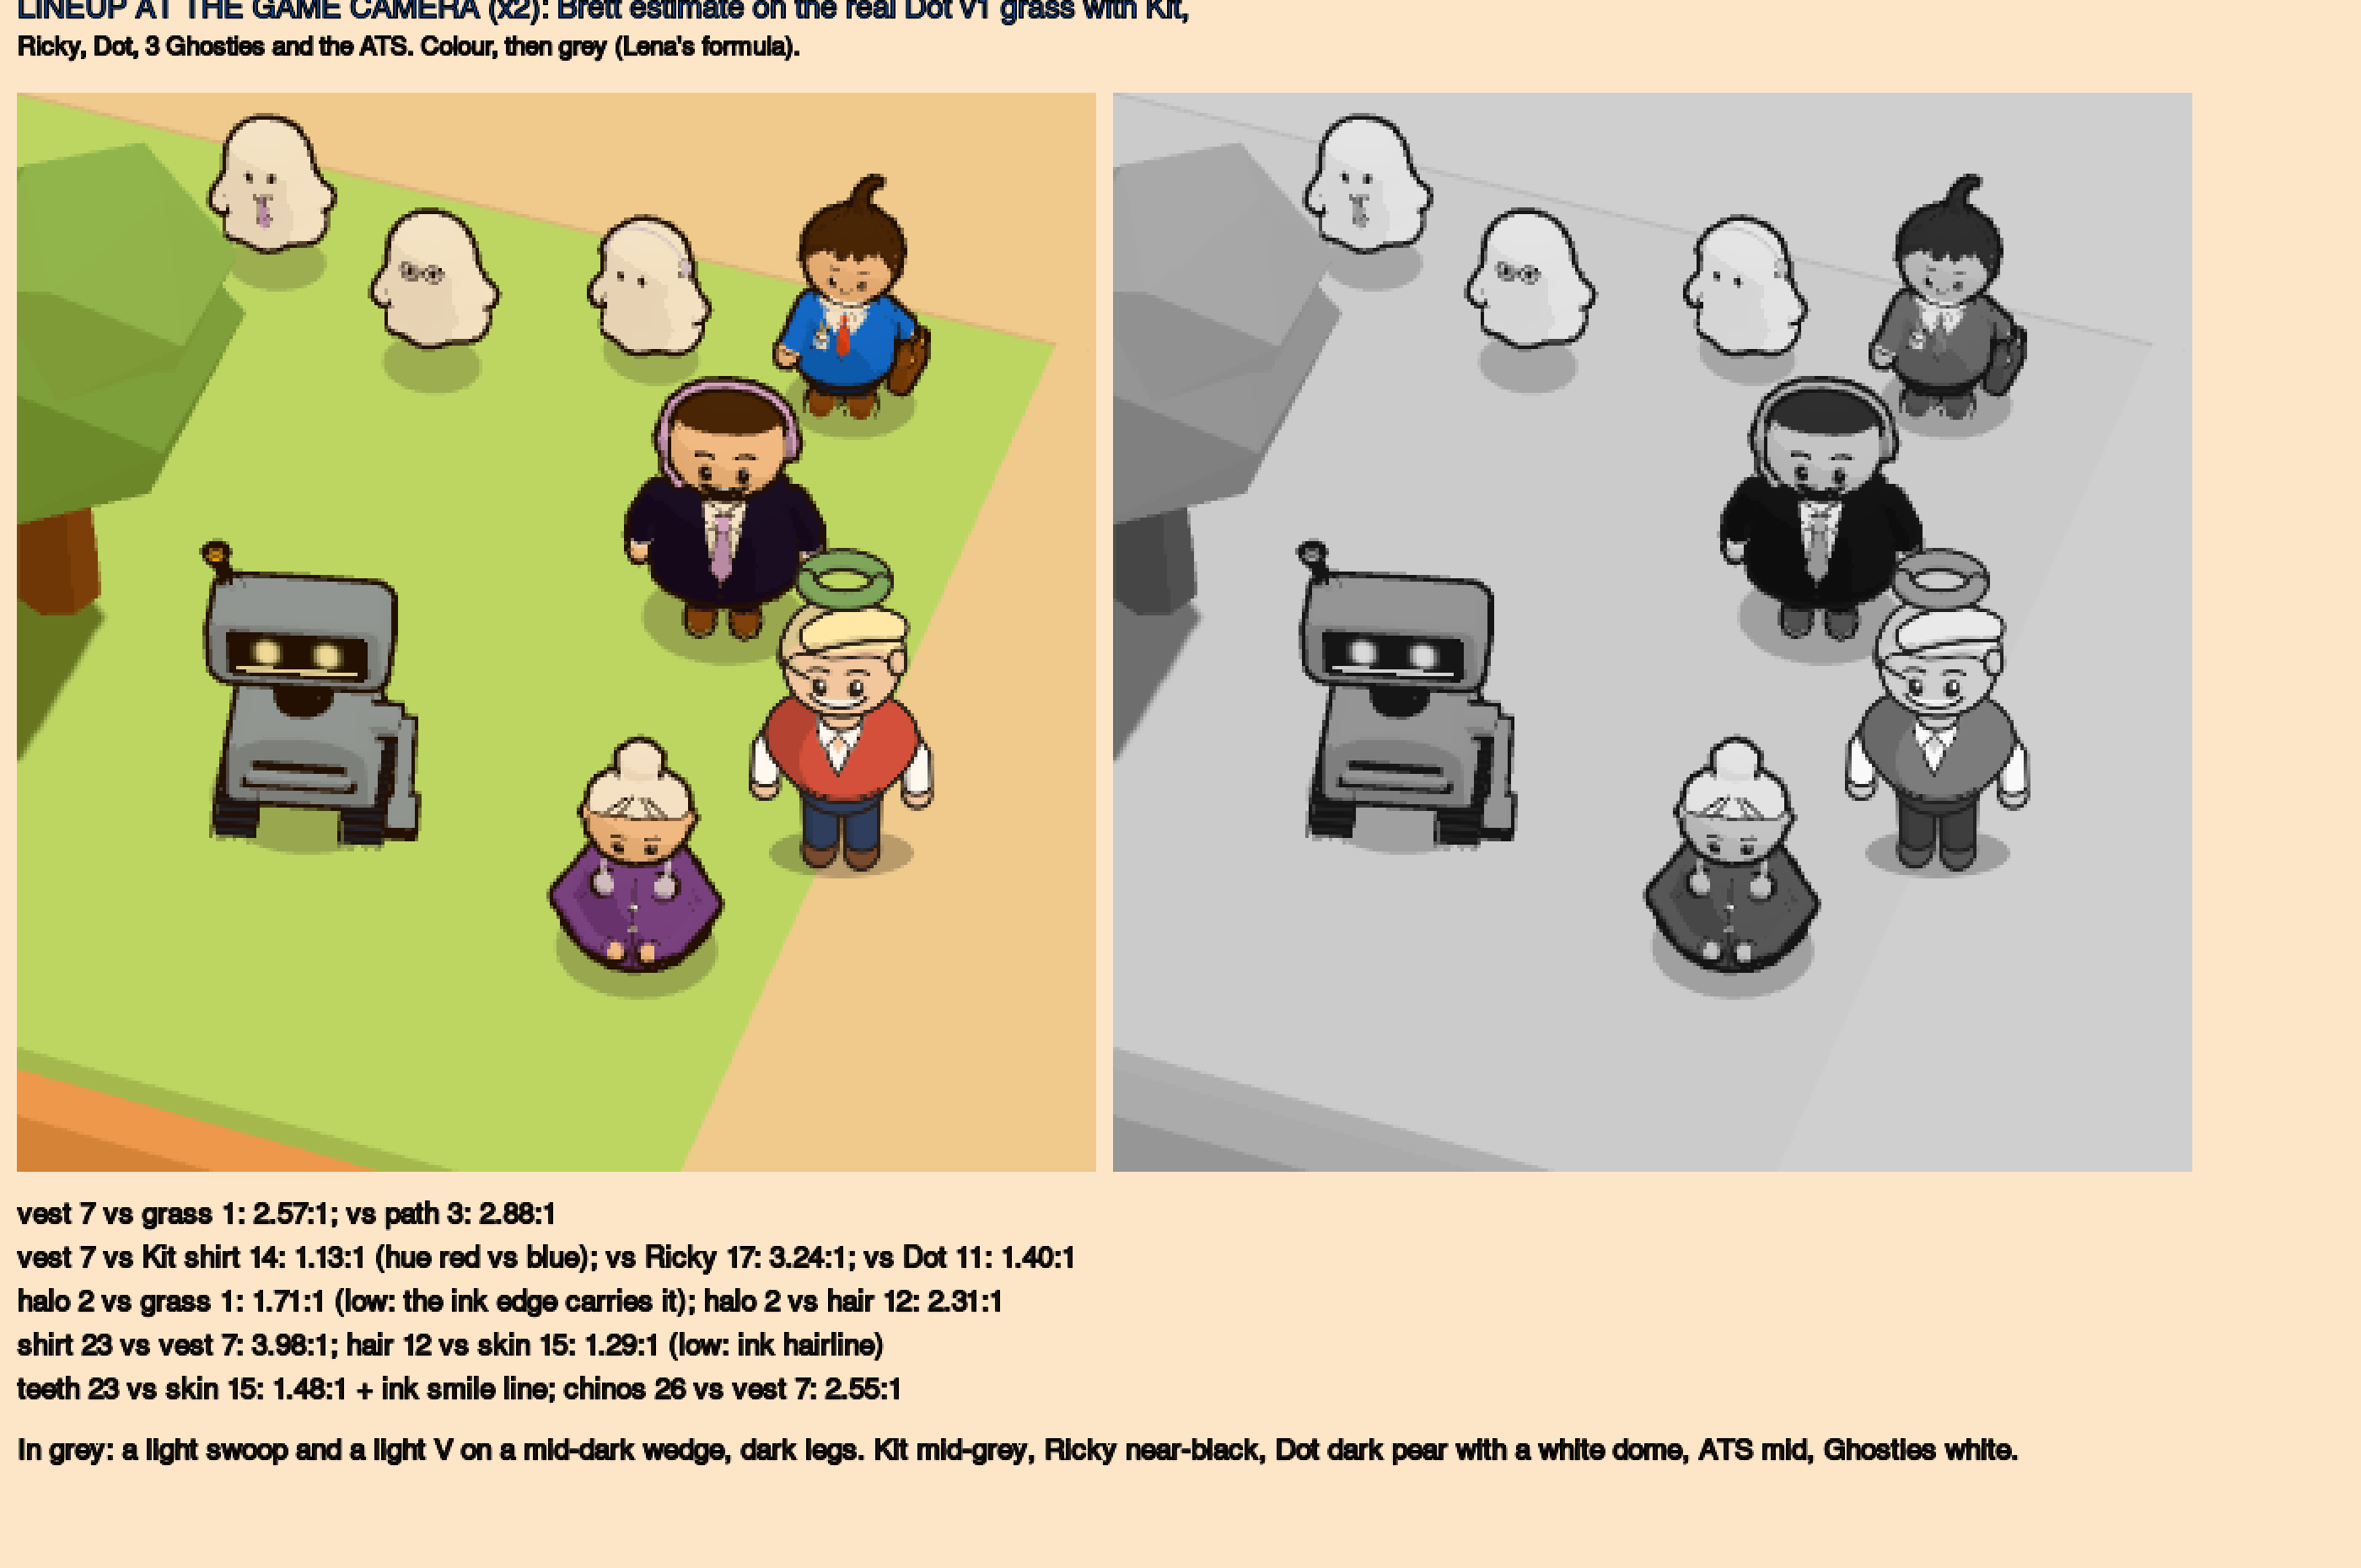 LINEUP AT THE GAME CAMERA (x2): Brett estimate on the real Dot v1 grass with Kit,
Ricky, Dot, 3 Ghosties and the ATS. Colour, then grey (Lena's formula).
vest 7 vs grass 1: 2.57:1; vs path 3: 2.88:1
vest 7 vs Kit shirt 14: 1.13:1 (hue red vs blue); vs Ricky 17: 3.24:1; vs Dot 11: 1.40:1
halo 2 vs grass 1: 1.71:1 (low: the ink edge carries it); halo 2 vs hair 12: 2.31:1
shirt 23 vs vest 7: 3.98:1; hair 12 vs skin 15: 1.29:1 (low: ink hairline)
teeth 23 vs skin 15: 1.48:1 + ink smile line; chinos 26 vs vest 7: 2.55:1
In grey: a light swoop and a light V on a mid-dark wedge, dark legs. Kit mid-grey, Ricky near-black, Dot dark pear with a white dome, ATS mid, Ghosties white.